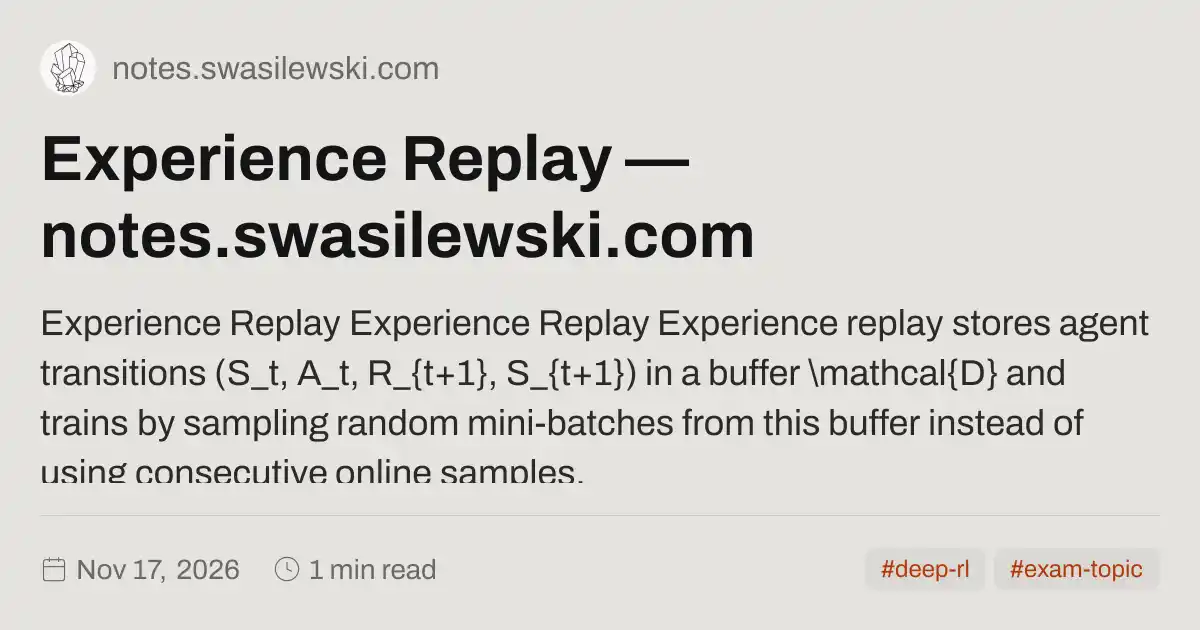 notes.swasilewski.com
Experience Replay —
notes.swasilewski.com
Experience Replay Experience Replay Experience replay stores agent
transitions (S_t, A_t, R_{t+1}, S_{t+1}) in a buffer \mathcal{D} and
trains by sampling random mini-batches from this buffer instead of
using consecutive online samples.
Nov 17, 2026 1 min read #deep-rl #exam-topic